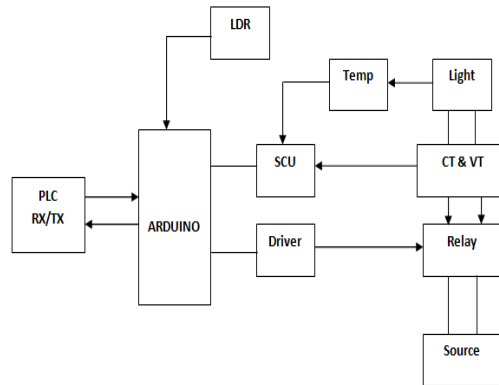 LDR
Temp
Light
SCU
CT & VT
PLC
RX/TX
ARDUINO
Driver
Relay
Source